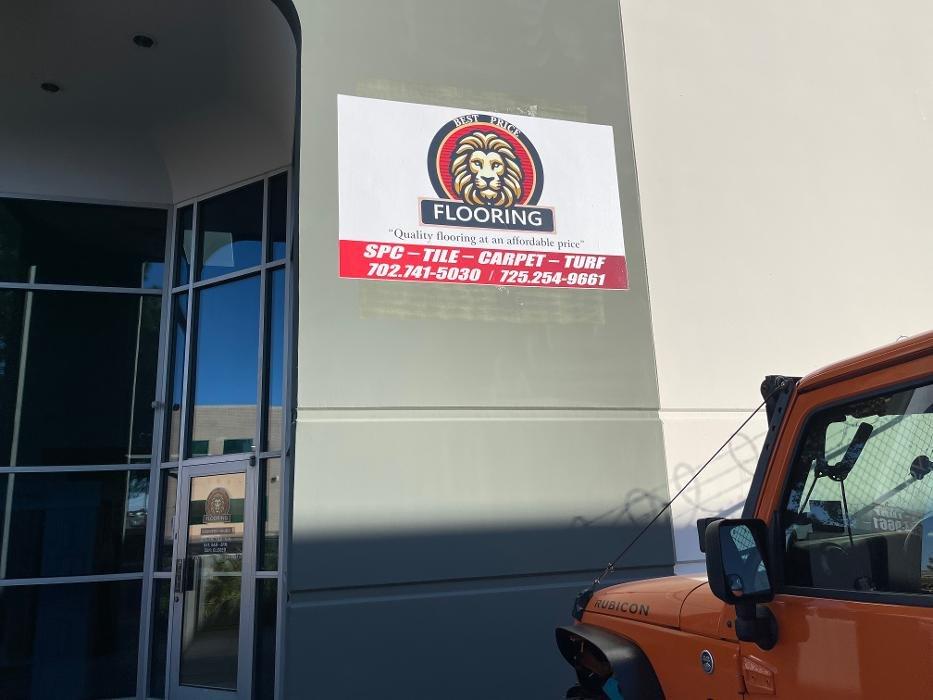 BEST PRICE
FLOORING
"Quality flooring at an affordable price"
SPC – TILE – CARPET – TURF
702.741-5030 / 725.254-9661
FLOORING
RUBICON